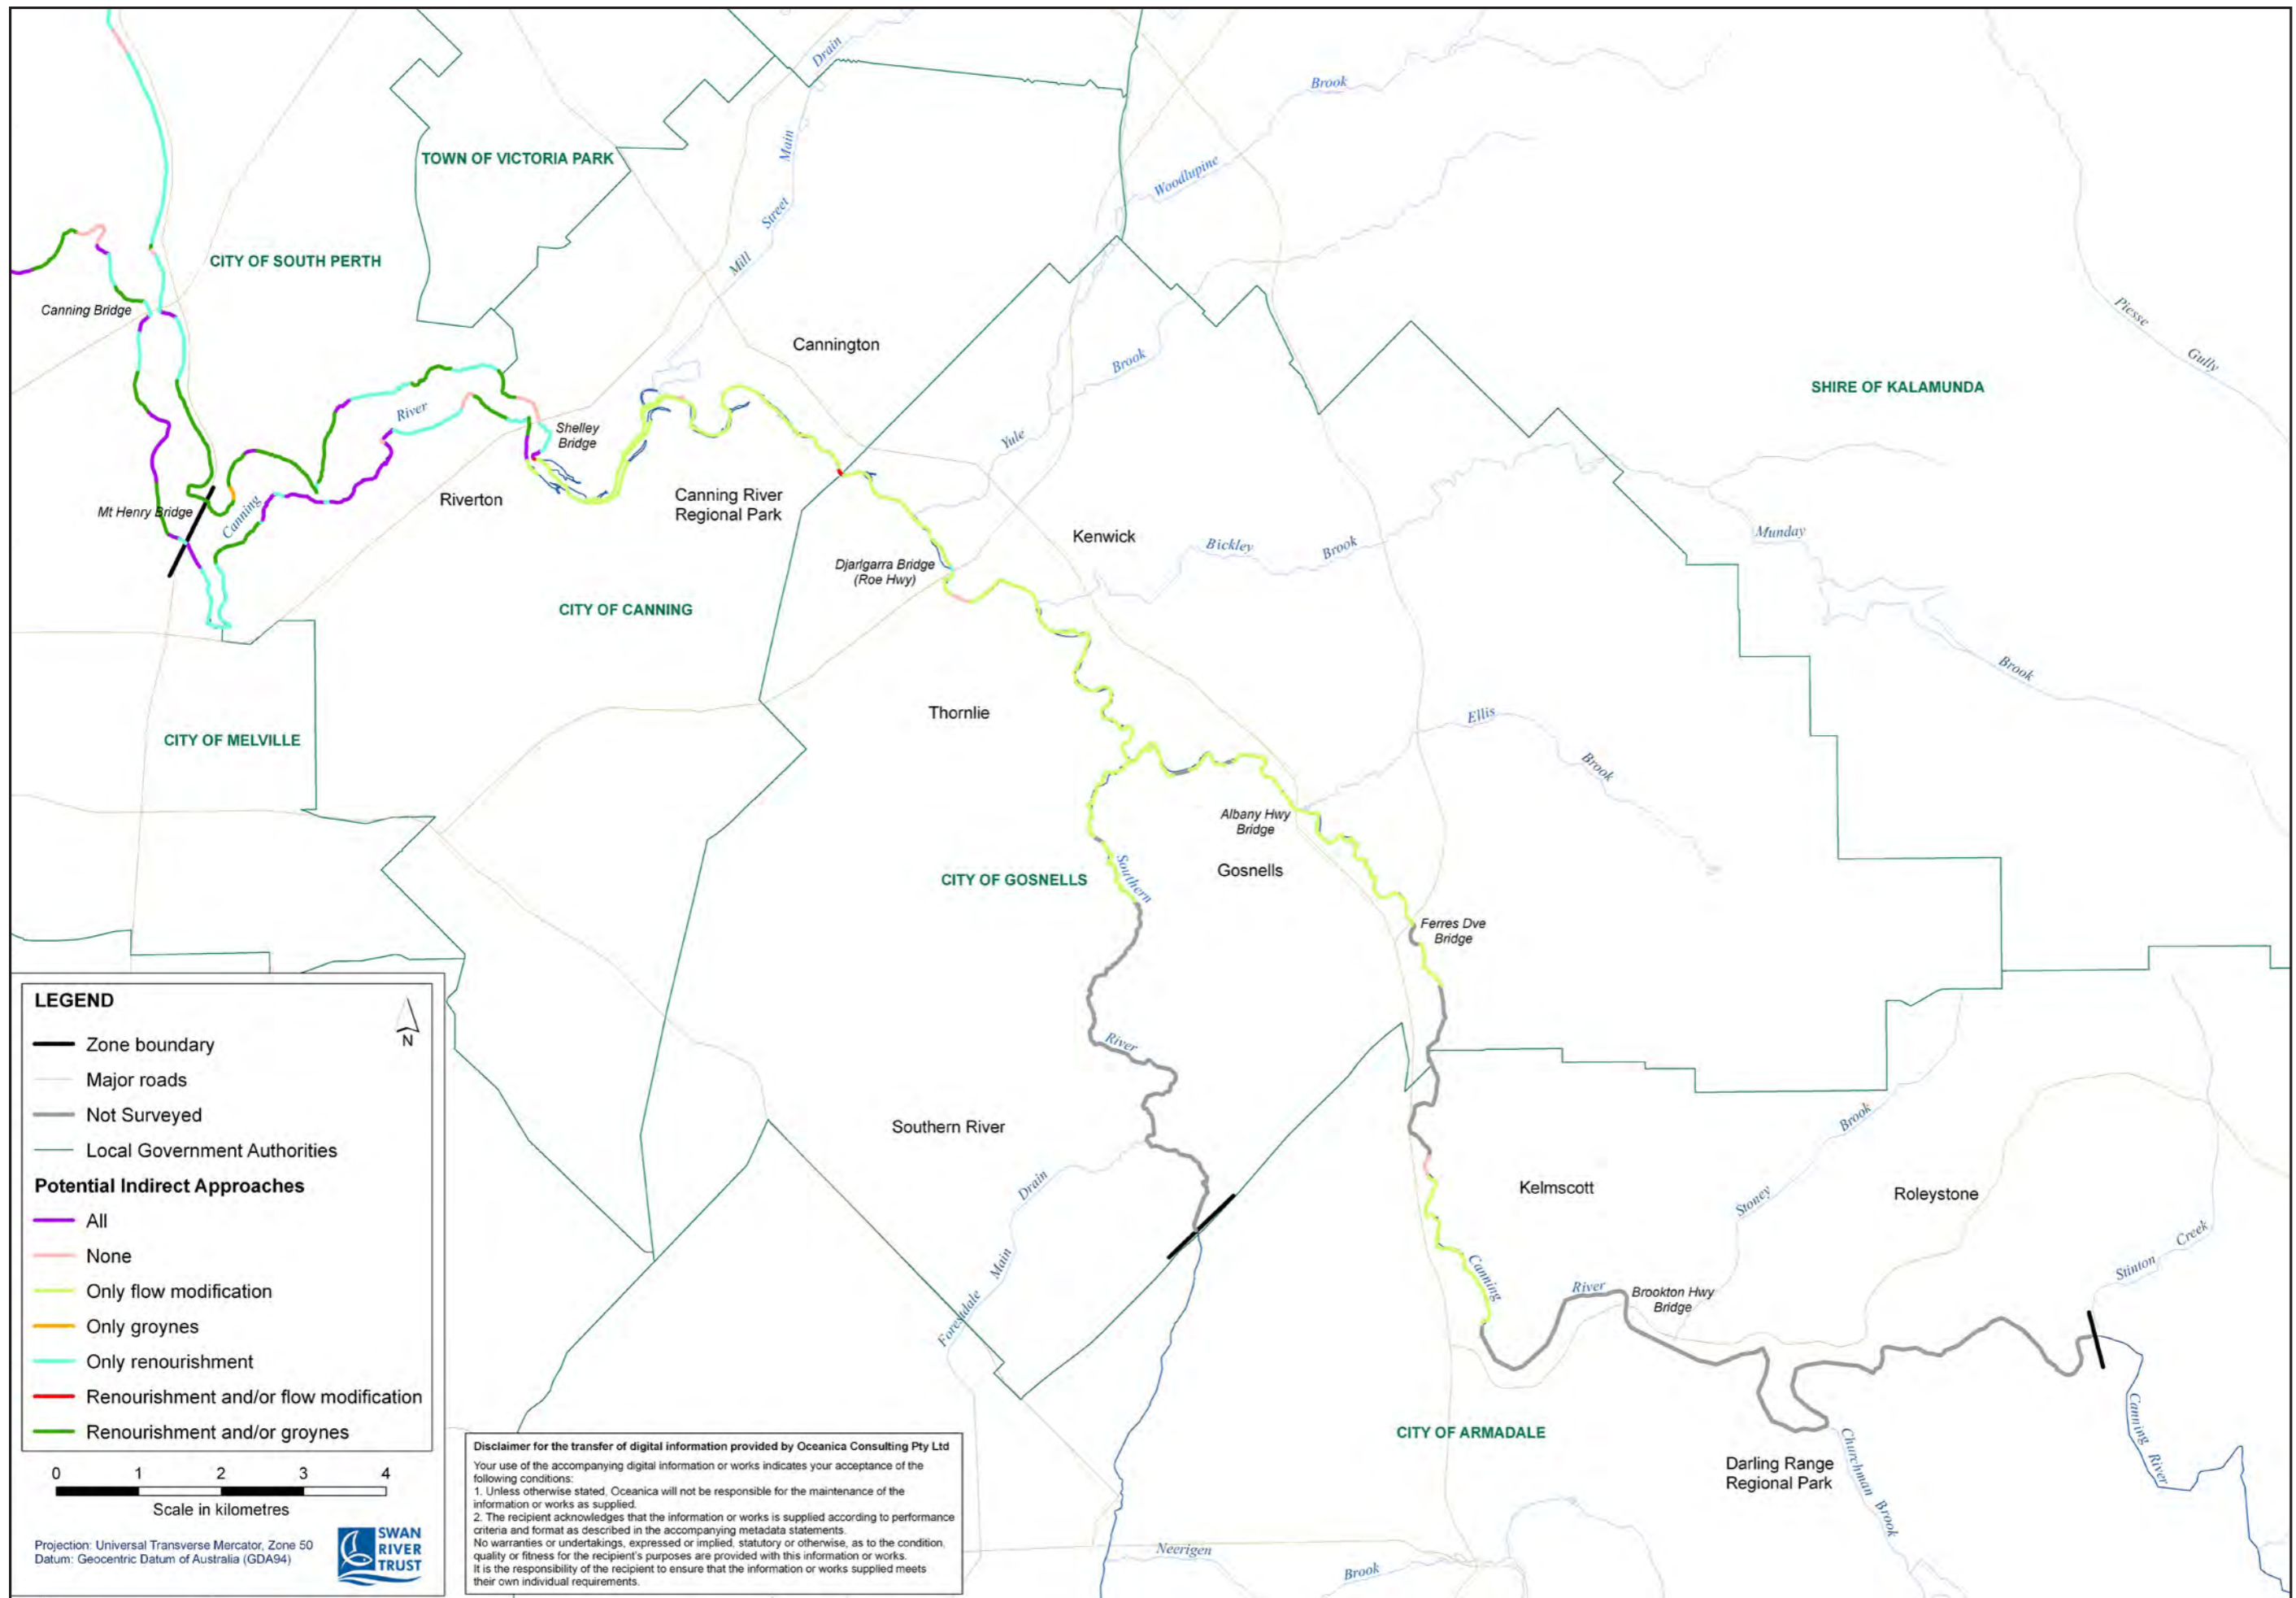 Drain
Brook
Main
TOWN OF VICTORIA PARK
Woodlupine
Street
CITY OF SOUTH PERTH
Mill
Canning Bridge
Picsse
Gully
Cannington
Brook
SHIRE OF KALAMUNDA
River
Shelley
Bridge
Yule
Riverton
Canning River
Regional Park
Mt Henry Bridge
Canning
Kenwick
Bickley
Brook
Munday
Djarlgarra Bridge
(Roe Hwy)
CITY OF CANNING
Brook
Thornlie
Ellis
CITY OF MELVILLE
Brook
Albany Hwy
Bridge
Gosnells
Southern
CITY OF GOSNELLS
Ferres Dve
Bridge
River
Southern River
Drain
Main
Forestdale
Kelmscott
Brook
Stoney
Roleystone
Creek
Stinton
Canning
River
Brookton Hwy
Bridge
CITY OF ARMADALE
Darling Range
Regional Park
Churchman Brook
Canning River
Neerigen
Brook
LEGEND
N
Zone boundary
Major roads
Not Surveyed
Local Government Authorities
Potential Indirect Approaches
All
None
Only flow modification
Only groynes
Only renourishment
Renourishment and/or flow modification
Renourishment and/or groynes
0 1 2 3 4
Scale in kilometres
Projection: Universal Transverse Mercator, Zone 50
Datum: Geocentric Datum of Australia (GDA94)
SWAN
RIVER
TRUST
Disclaimer for the transfer of digital information provided by Oceanica Consulting Pty Ltd
Your use of the accompanying digital information or works indicates your acceptance of the
following conditions:
1. Unless otherwise stated, Oceanica will not be responsible for the maintenance of the
information or works as supplied.
2. The recipient acknowledges that the information or works is supplied according to performance
criteria and format as described in the accompanying metadata statements.
No warranties or undertakings, expressed or implied, statutory or otherwise, as to the condition,
quality or fitness for the recipient's purposes are provided with this information or works.
It is the responsibility of the recipient to ensure that the information or works supplied meets
their own individual requirements.